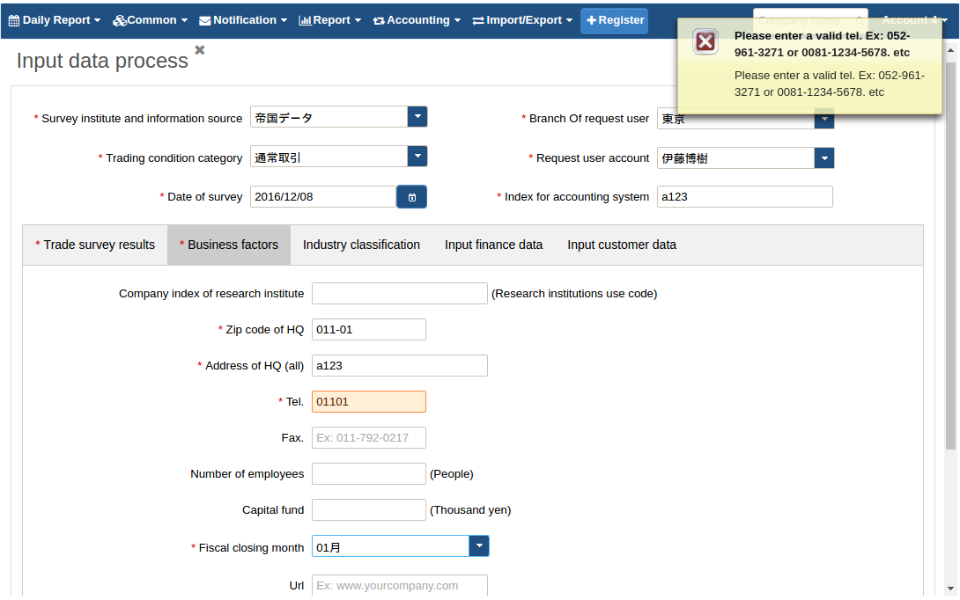 Daily Report Common Notification Report Accounting Import/Export + Register Account 4
Please enter a valid tel. Ex: 052-
961-3271 or 0081-1234-5678. etc
Please enter a valid tel. Ex: 052-961-
3271 or 0081-1234-5678. etc
Input data process
* Survey institute and information source 帝国データ * Branch Of request user 東京
* Trading condition category 通常取引 * Request user account 伊藤博樹
* Date of survey 2016/12/08 * Index for accounting system a123
* Trade survey results * Business factors Industry classification Input finance data Input customer data
Company index of research institute (Research institutions use code)
* Zip code of HQ 011-01
* Address of HQ (all) a123
* Tel. 01101
Fax. Ex: 011-792-0217
Number of employees (People)
Capital fund (Thousand yen)
* Fiscal closing month 01月
Url Ex: www.yourcompany.com